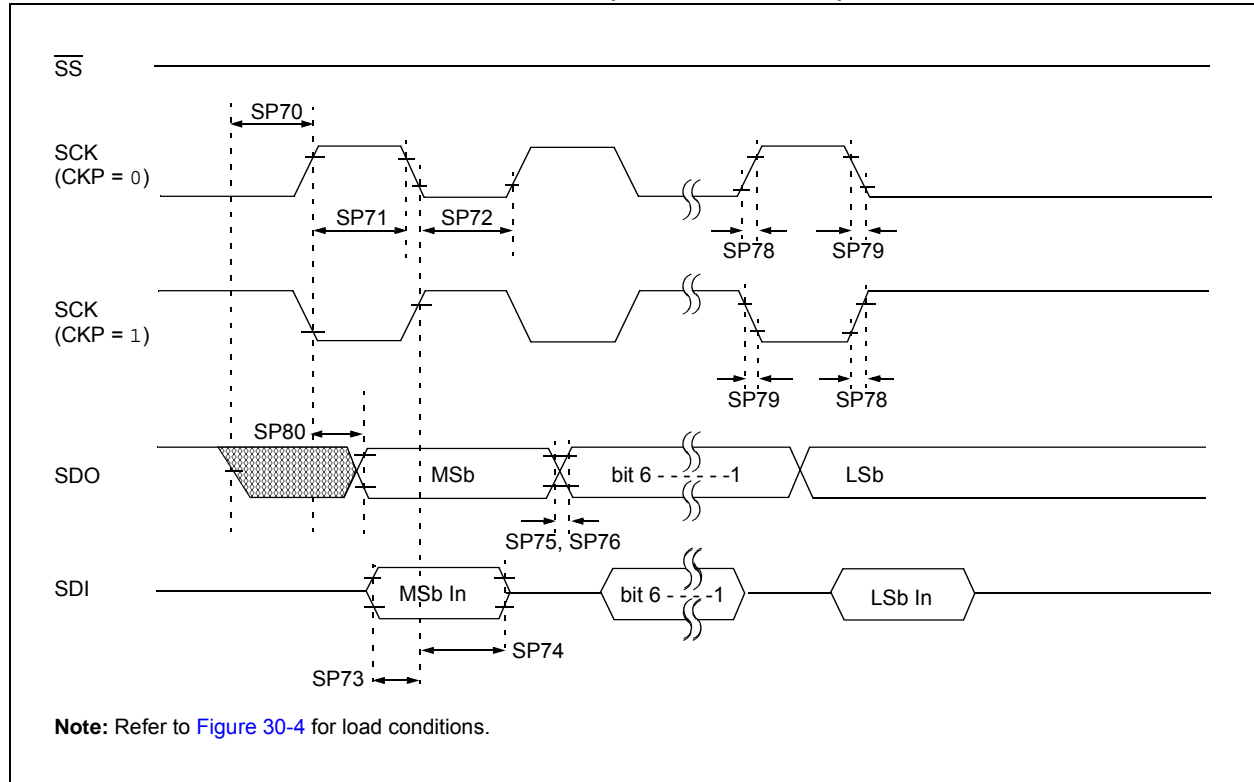 SS
SP70
SCK
(CKP = 0)
SP71
SP72
SP78
SP79
SCK
(CKP = 1)
SP79
SP78
SP80
SDO
MSb
bit 6 - - - - - -1
LSb
SP75, SP76
SDI
MSb In
bit 6 - - - - -1
LSb In
SP74
SP73
Note: Refer to Figure 30-4 for load conditions.